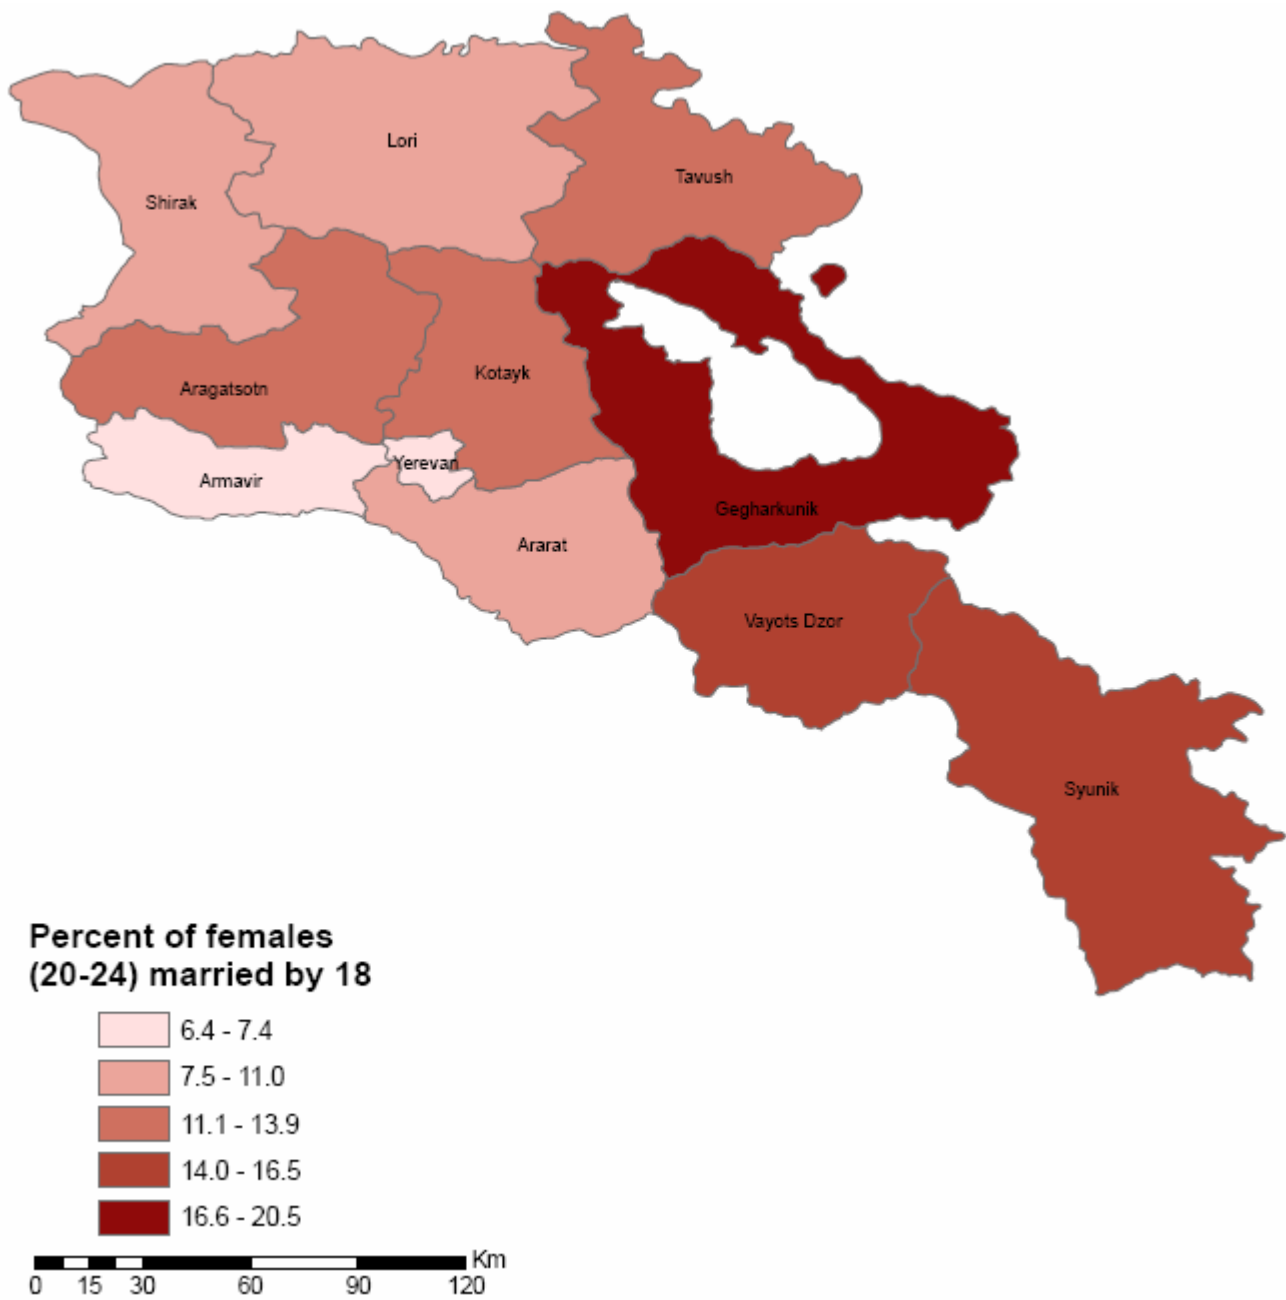 Lori
Tavush
Shirak
Kotayk
Aragatsotn
Yerevan
Armavir
Gegharkunik
Ararat
Vayots Dzor
Syunik
Percent of females
(20-24) married by 18
6.4 - 7.4
7.5 - 11.0
11.1 - 13.9
14.0 - 16.5
16.6 - 20.5
Km
0 15 30 60 90 120